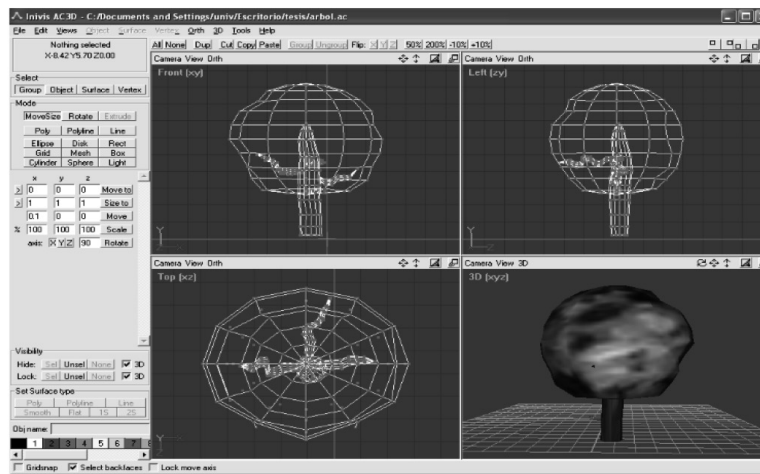 Inivis AC3D - C:/Documents and Settings/univ/Escritorio/tesis/arbol.ac
File Edit Views Object Surface Vertex Orth 3D Tools Help
Nothing selected
X-8.42 Y5.70 Z0.00
All None Dup Cut Copy Paste Group Ungroup Flip: X Y Z 50% 200% -10% +10%
Select
Group Object Surface Vertex
Mode
MoveSize Rotate Extrude
Poly Polyline Line
Ellipse Disk Rect
Grid Mesh Box
Cylinder Sphere Light
x y z
> 0 0 0 Move to
> 1 1 1 Size to
0.1 0 0 Move
% 100 100 100 Scale
axis: X Y Z 90 Rotate
Visibility
Hide: Sel Unsel None 3D
Lock: Sel Unsel None 3D
Set Surface type
Poly Polyline Line
Smooth Flat 1S 2S
Obj name:
1 2 3 4 5 6 7
Gridsnap Select backfaces Lock move axis
Camera View Orth
Front [xy]
Y
Camera View Orth
Left [zy]
Y
Z
Camera View Orth
Top [xz]
Camera View 3D
3D [xyz]